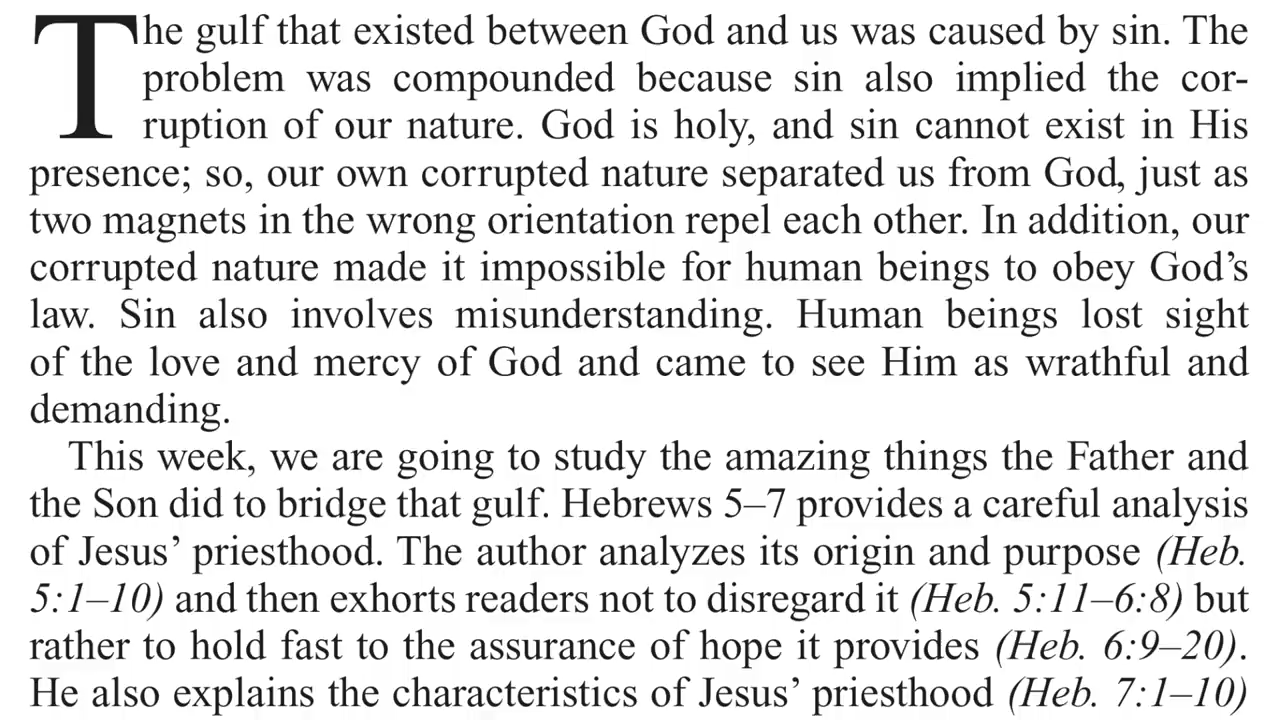 The gulf that existed between God and us was caused by sin. The
problem was compounded because sin also implied the cor-
ruption of our nature. God is holy, and sin cannot exist in His
presence; so, our own corrupted nature separated us from God, just as
two magnets in the wrong orientation repel each other. In addition, our
corrupted nature made it impossible for human beings to obey God’s
law. Sin also involves misunderstanding. Human beings lost sight
of the love and mercy of God and came to see Him as wrathful and
demanding.
This week, we are going to study the amazing things the Father and
the Son did to bridge that gulf. Hebrews 5–7 provides a careful analysis
of Jesus’ priesthood. The author analyzes its origin and purpose (Heb.
5:1–10) and then exhorts readers not to disregard it (Heb. 5:11–6:8) but
rather to hold fast to the assurance of hope it provides (Heb. 6:9–20).
He also explains the characteristics of Jesus’ priesthood (Heb. 7:1–10)